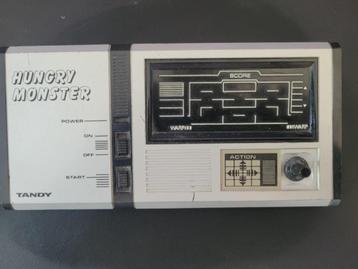 HUNGRY
MONSTER
SCORE
POWER
ON
OFF
START
ACTION
TANDY